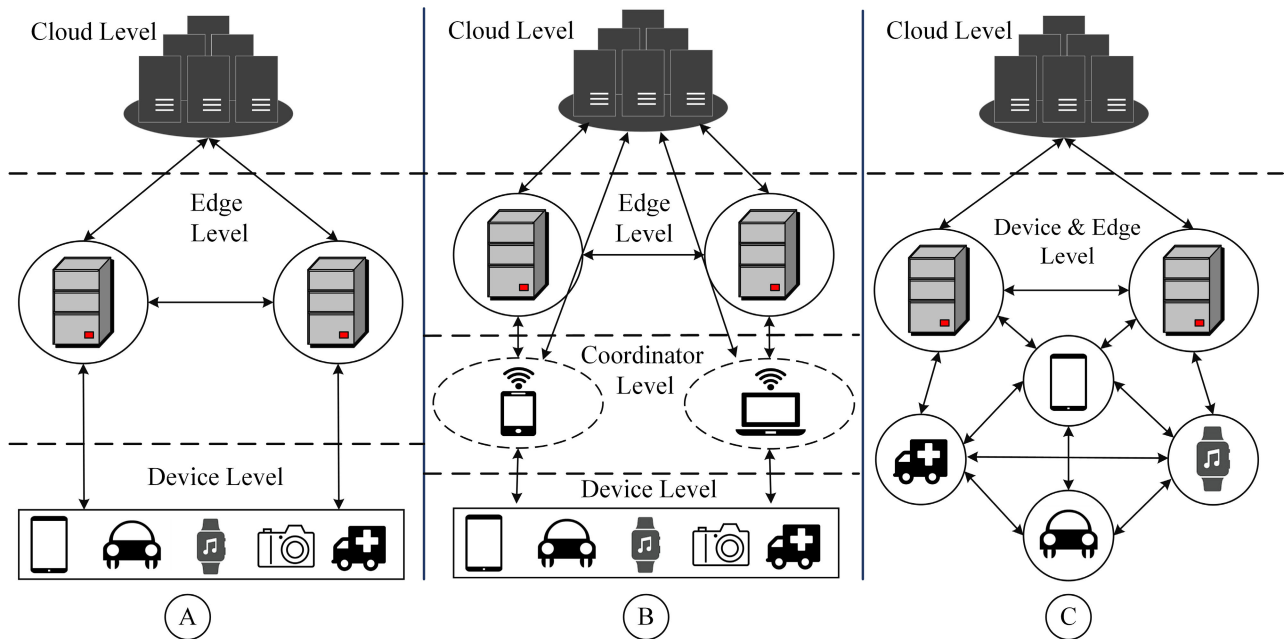 Cloud Level
Edge
Level
Device Level
A
Cloud Level
Edge
Level
Coordinator
Level
Device Level
B
Cloud Level
Device & Edge
Level
C